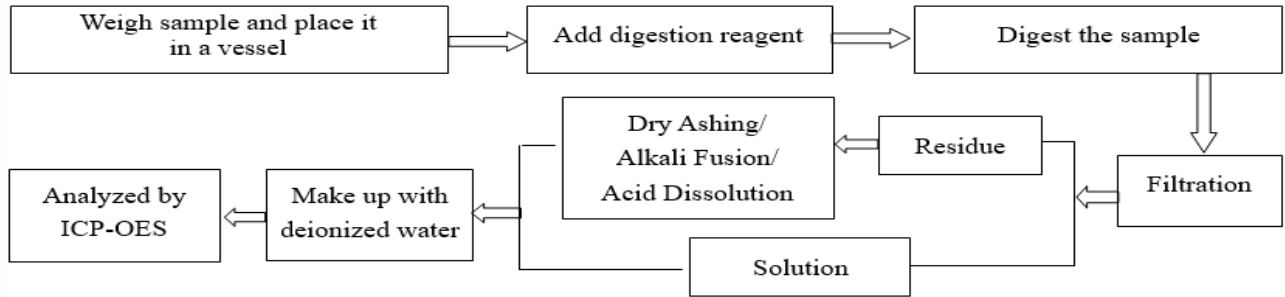 Weigh sample and place it
in a vessel
Add digestion reagent
Digest the sample
Filtration
Residue
Dry Ashing/
Alkali Fusion/
Acid Dissolution
Solution
Make up with
deionized water
Analyzed by
ICP-OES